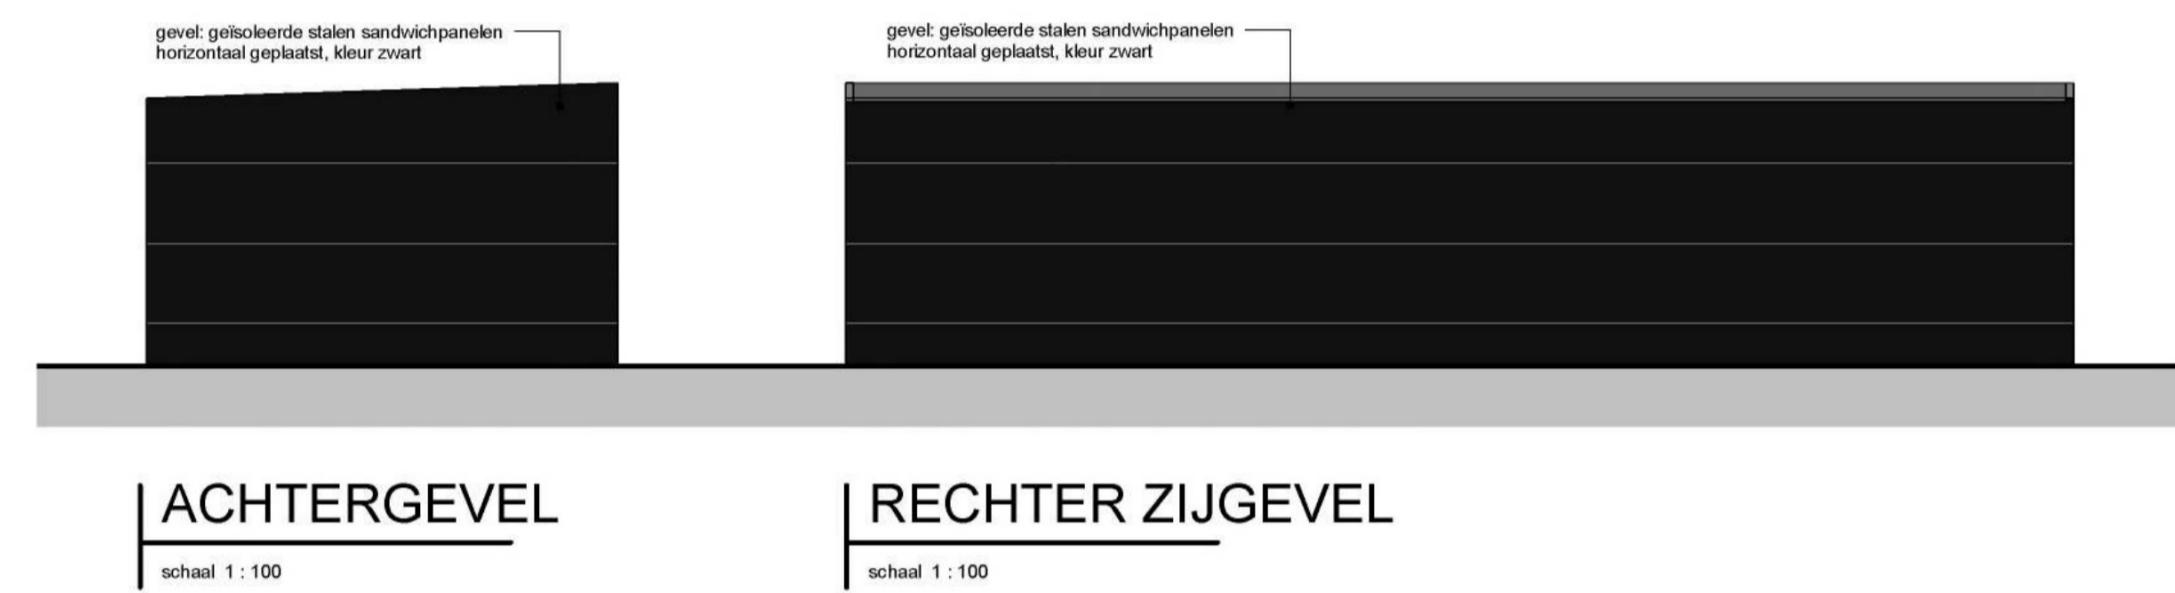 gevel: geïsoleerde stalen sandwichpanelen
horizontaal geplaatst, kleur zwart
gevel: geïsoleerde stalen sandwichpanelen
horizontaal geplaatst, kleur zwart
ACHTERGEVEL
schaal 1 : 100
RECHTER ZIJGEVEL
schaal 1 : 100